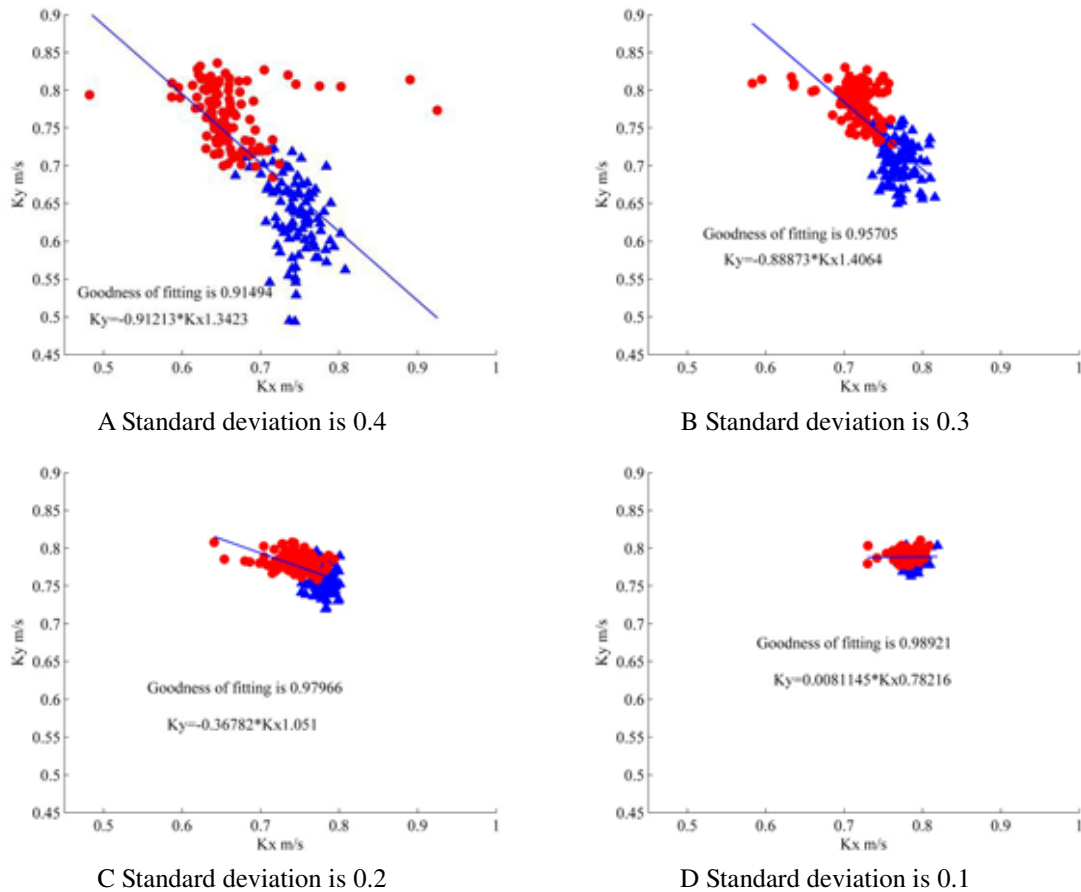 0.9
0.85
0.8
0.75
0.7
0.65
0.6
0.55
0.5
0.45
Ky m/s
Goodness of fitting is 0.91494
Ky=-0.91213*Kx1.3423
0.5 0.6 0.7 0.8 0.9 1
Kx m/s
A Standard deviation is 0.4
0.9
0.85
0.8
0.75
0.7
0.65
0.6
0.55
0.5
0.45
Ky m/s
Goodness of fitting is 0.95705
Ky=-0.88873*Kx1.4064
0.5 0.6 0.7 0.8 0.9 1
Kx m/s
B Standard deviation is 0.3
0.9
0.85
0.8
0.75
0.7
0.65
0.6
0.55
0.5
0.45
Ky m/s
Goodness of fitting is 0.97966
Ky=-0.36782*Kx1.051
0.5 0.6 0.7 0.8 0.9 1
Kx m/s
C Standard deviation is 0.2
0.9
0.85
0.8
0.75
0.7
0.65
0.6
0.55
0.5
0.45
Ky m/s
Goodness of fitting is 0.98921
Ky=0.0081145*Kx0.78216
0.5 0.6 0.7 0.8 0.9 1
Kx m/s
D Standard deviation is 0.1